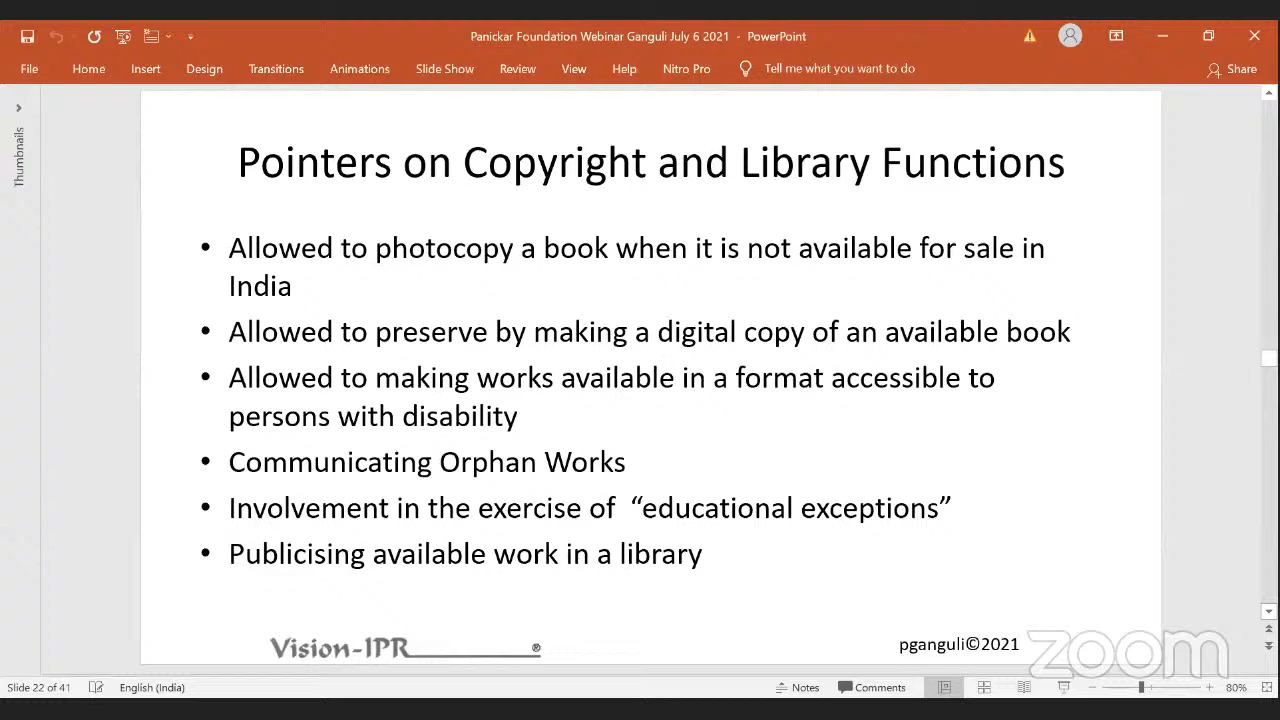 Panickar Foundation Webinar Ganguli July 6 2021 - PowerPoint
File Home Insert Design Transitions Animations Slide Show Review View Help Nitro Pro Tell me what you want to do Share
Thumbnails
Pointers on Copyright and Library Functions
• Allowed to photocopy a book when it is not available for sale in
India
• Allowed to preserve by making a digital copy of an available book
• Allowed to making works available in a format accessible to
persons with disability
• Communicating Orphan Works
• Involvement in the exercise of “educational exceptions”
• Publicising available work in a library
Vision-IPR ®
pganguli©2021
zoom
Slide 22 of 41 English (India) Notes Comments 80%